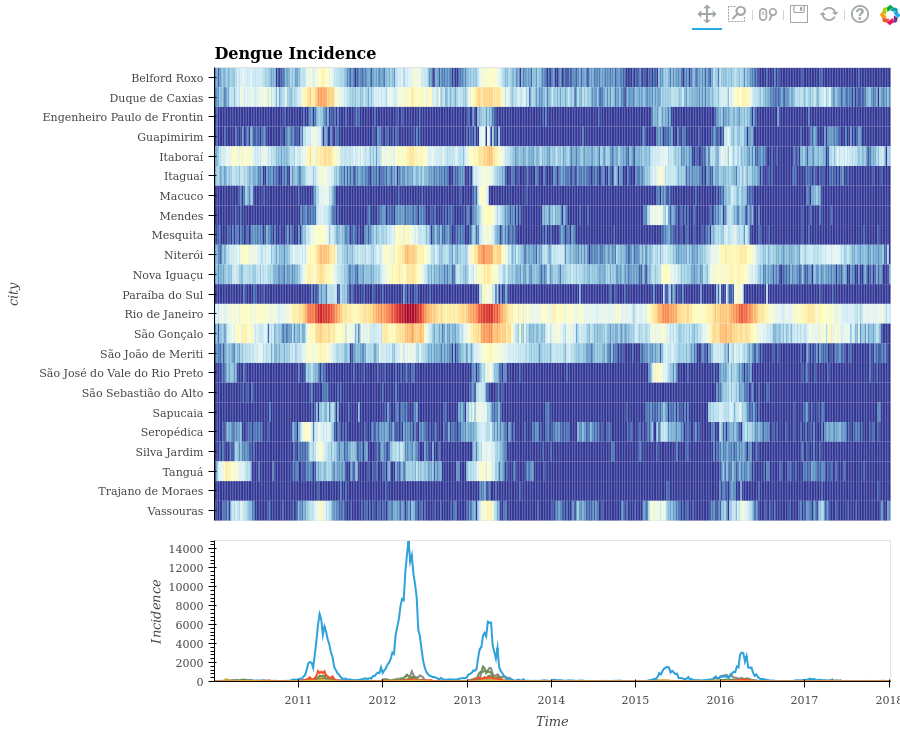 Dengue Incidence
Belford Roxo
Duque de Caxias
Engenheiro Paulo de Frontin
Guapimirim
Itaboraí
Itaguaí
Macuco
Mendes
Mesquita
Niterói
Nova Iguaçu
Paraíba do Sul
Rio de Janeiro
São Gonçalo
São João de Meriti
São José do Vale do Rio Preto
São Sebastião do Alto
Sapucaia
Seropédica
Silva Jardim
Tanguá
Trajano de Moraes
Vassouras
city
14000
12000
10000
8000
6000
4000
2000
0
Incidence
2011 2012 2013 2014 2015 2016 2017 2018
Time